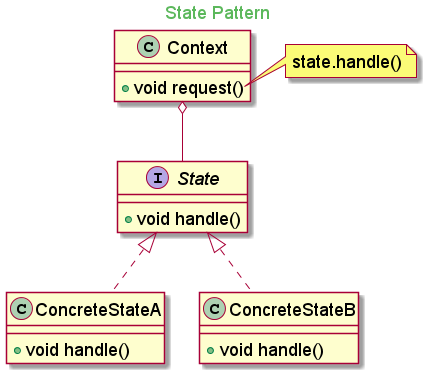 State Pattern
C Context
void request()
state.handle()
I State
void handle()
C ConcreteStateA
void handle()
C ConcreteStateB
void handle()